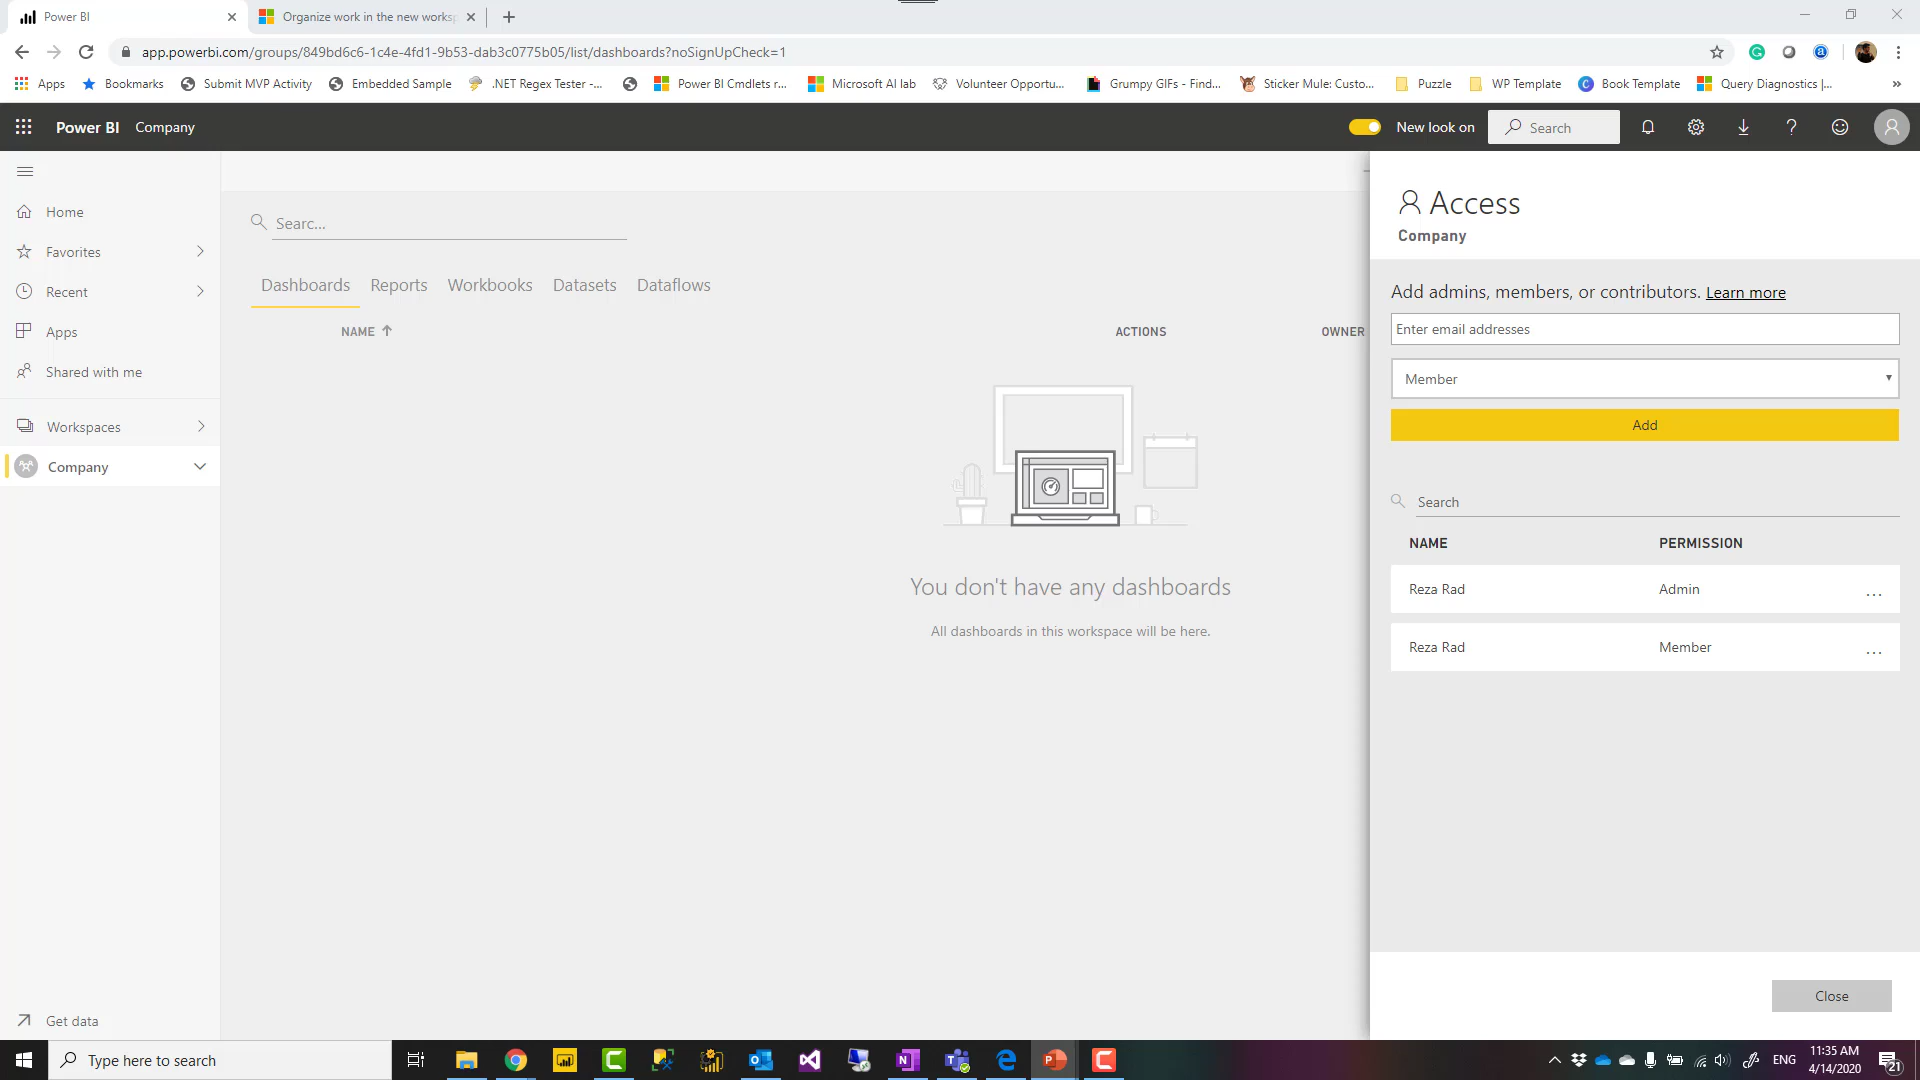 Power BI
Organize work in the new worksp
app.powerbi.com/groups/849bd6c6-1c4e-4fd1-9b53-dab3c0775b05/list/dashboards?noSignUpCheck=1
Apps
Bookmarks
Submit MVP Activity
Embedded Sample
.NET Regex Tester -...
Power BI Cmdlets r...
Microsoft AI lab
Volunteer Opportu...
Grumpy GIFs - Find...
Sticker Mule: Custo...
Puzzle
WP Template
Book Template
Query Diagnostics |...
Power BI
Company
New look on
Search
Home
Favorites
Recent
Apps
Shared with me
Workspaces
Company
Get data
Searc...
Dashboards
Reports
Workbooks
Datasets
Dataflows
NAME
ACTIONS
OWNER
You don't have any dashboards
All dashboards in this workspace will be here.
Access
Company
Add admins, members, or contributors. Learn more
Enter email addresses
Member
Add
Search
NAME PERMISSION
Reza Rad Admin ...
Reza Rad Member ...
Close
Type here to search
ENG
11:35 AM
4/14/2020
21